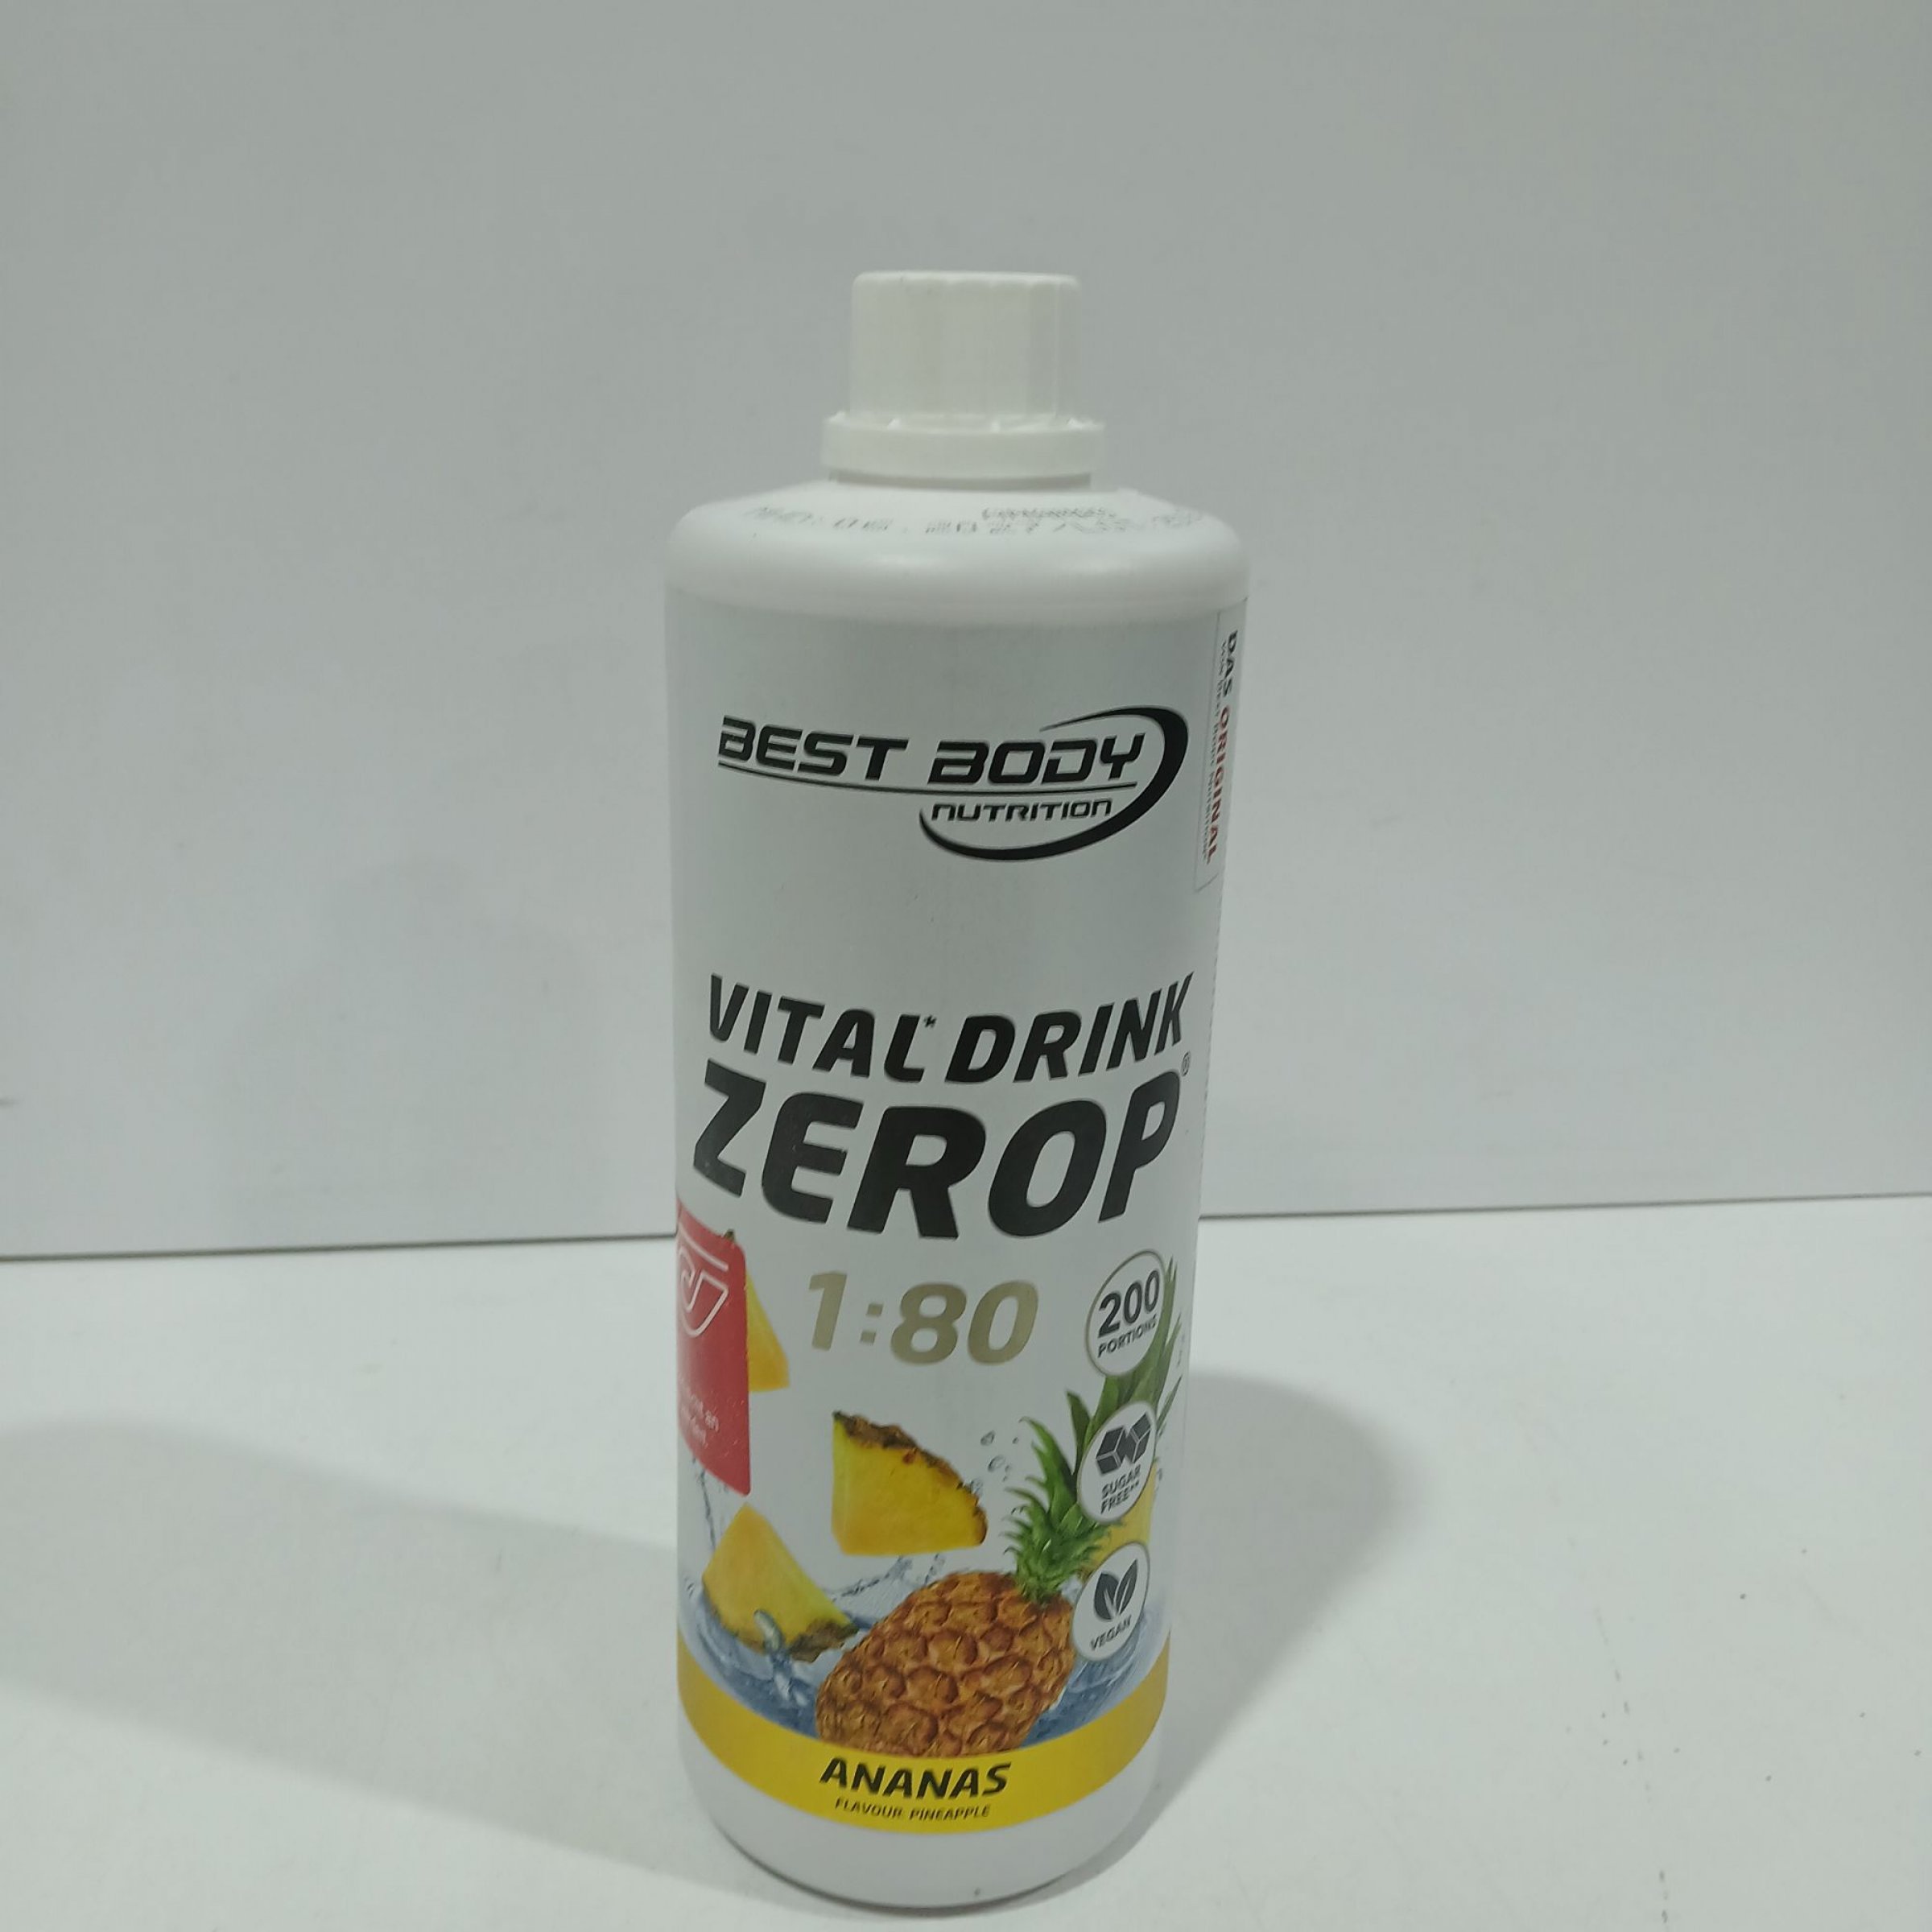 BEST BODY
NUTRITION
DAS ORIGINAL
VITAL* DRINK
ZEROP®
1:80
200
PORTIONS
SUGAR
FREE**
VEGAN
ANANAS
FLAVOUR: PINEAPPLE